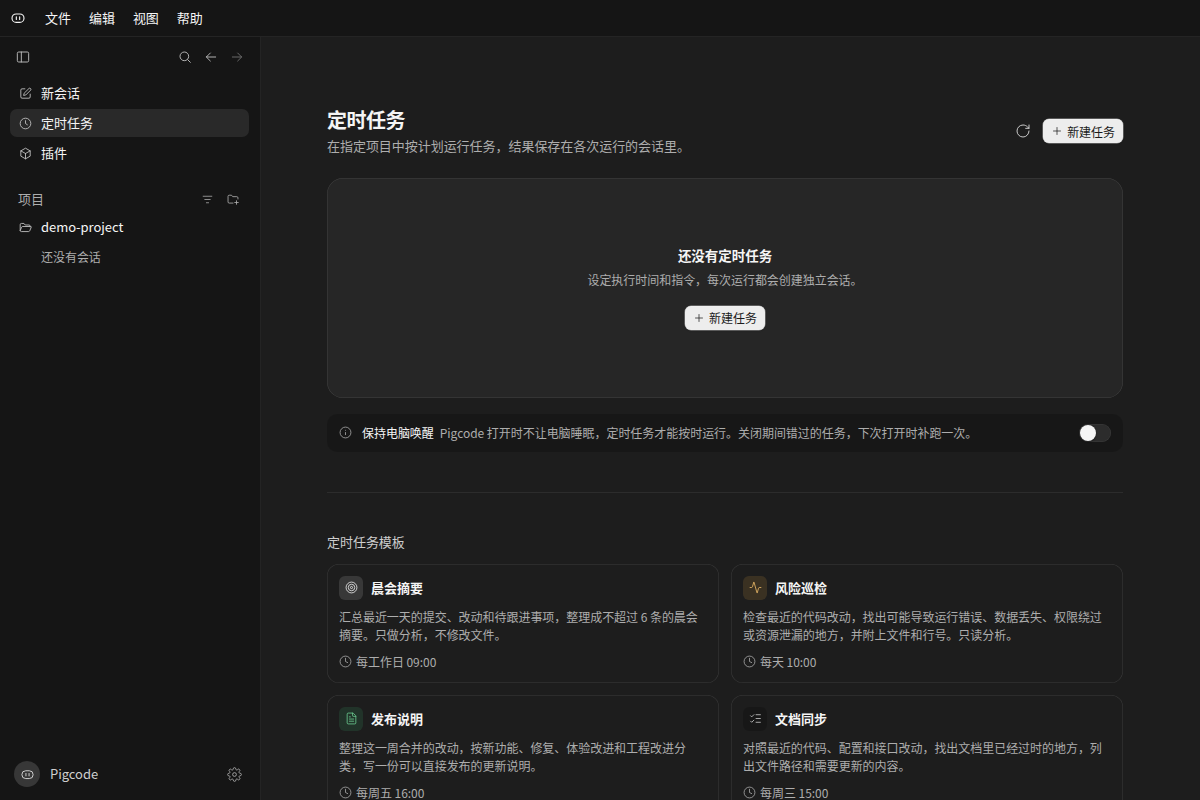 文件 编辑 视图 帮助
新会话
定时任务
插件
项目
demo-project
还没有会话
定时任务
在指定项目中按计划运行任务，结果保存在各次运行的会话里。
新建任务
还没有定时任务
设定执行时间和指令，每次运行都会创建独立会话。
新建任务
保持电脑唤醒 Pigcode 打开时不让电脑睡眠，定时任务才能按时运行。关闭期间错过的任务，下次打开时补跑一次。
定时任务模板
晨会摘要
汇总最近一天的提交、改动和待跟进事项，整理成不超过 6 条的晨会
摘要。只做分析，不修改文件。
每工作日 09:00
风险巡检
检查最近的代码改动，找出可能导致运行错误、数据丢失、权限绕过
或资源泄漏的地方，并附上文件和行号。只读分析。
每天 10:00
发布说明
整理这一周合并的改动，按新功能、修复、体验改进和工程改进分
类，写一份可以直接发布的更新说明。
每周五 16:00
文档同步
对照最近的代码、配置和接口改动，找出文档里已经过时的地方，列
出文件路径和需要更新的内容。
每周三 15:00
Pigcode